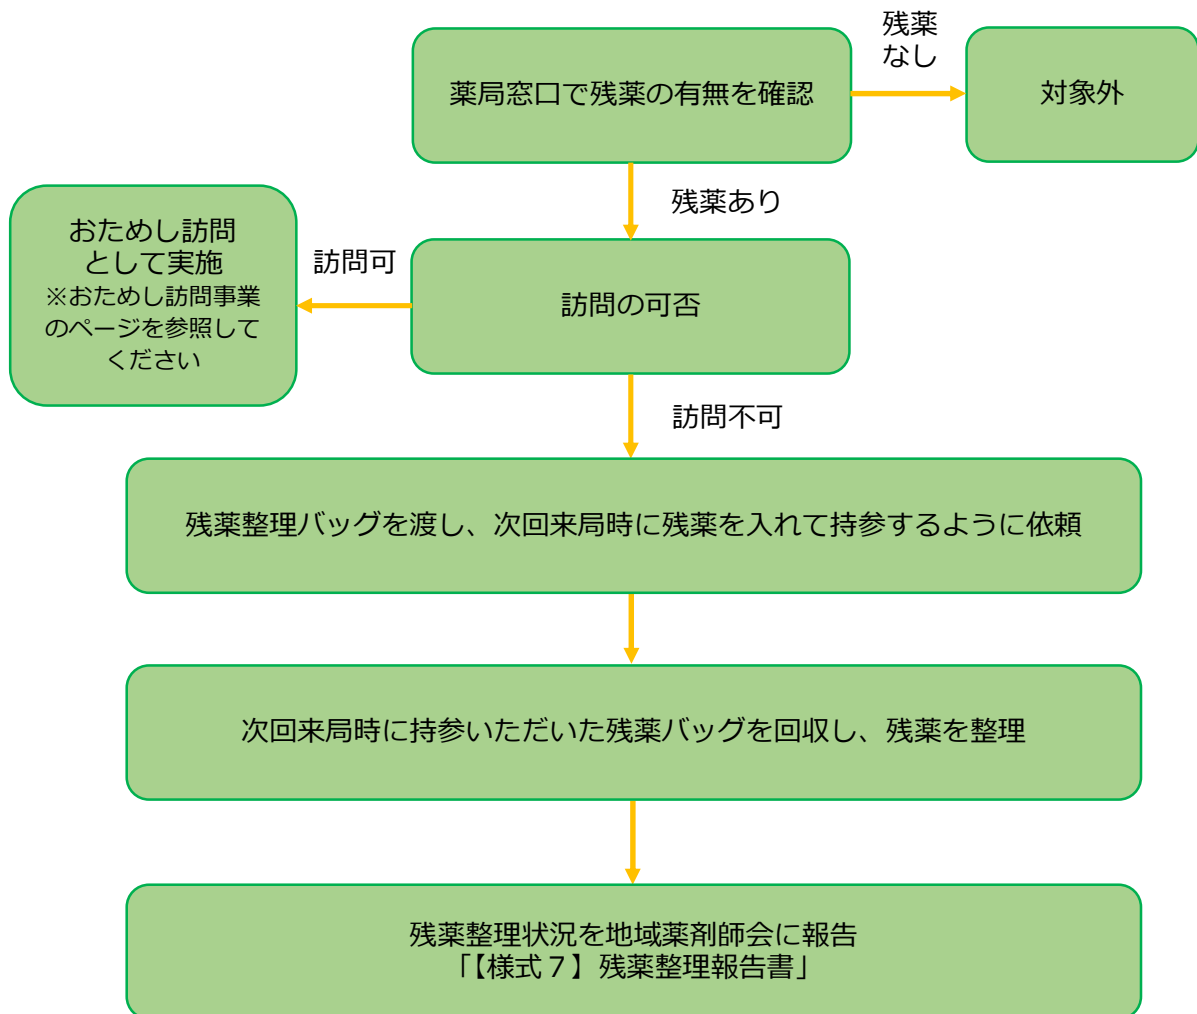 残薬
なし
薬局窓口で残薬の有無を確認
対象外
残薬あり
おためし訪問
として実施
※おためし訪問事業
のページを参照して
ください
訪問可
訪問の可否
訪問不可
残薬整理バッグを渡し、次回来局時に残薬を入れて持参するように依頼
次回来局時に持参いただいた残薬バッグを回収し、残薬を整理
残薬整理状況を地域薬剤師会に報告
「【様式７】残薬整理報告書」